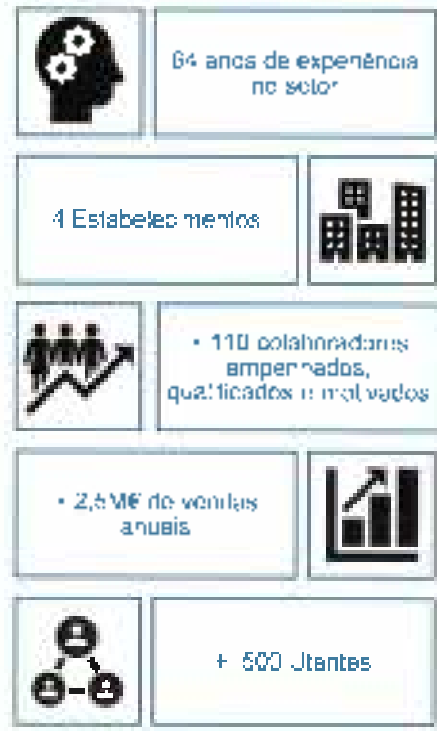 64 anos de experiência
no setor
4 Estabelecimentos
• 110 colaboradores
empenhados,
qualificados e motivados
• 2,5M€ de vendas
anuais
+ 500 Utentes